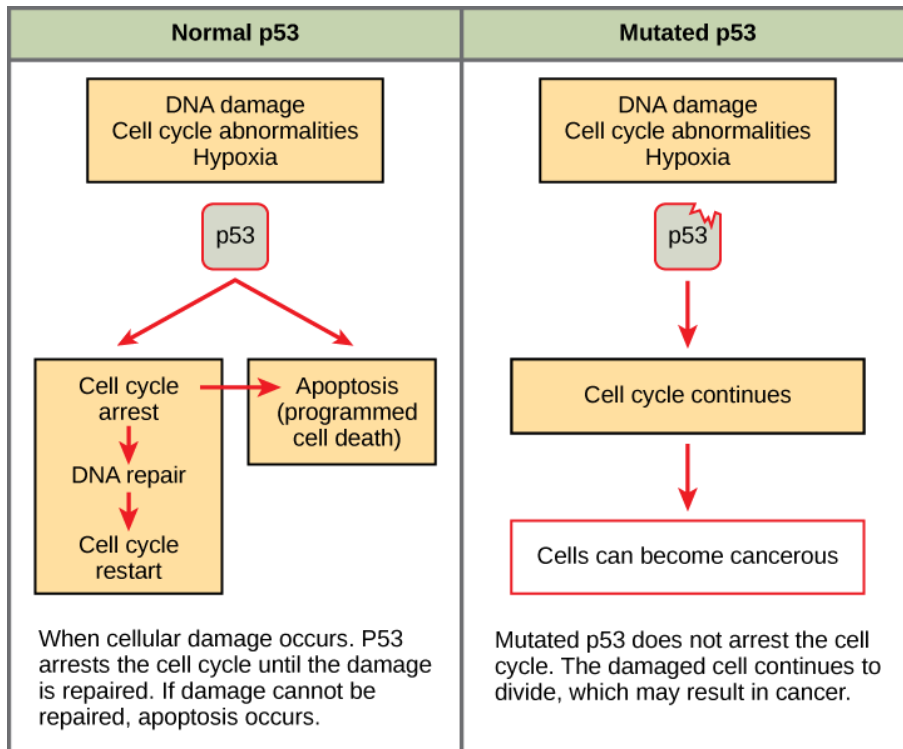 Normal p53
DNA damage
Cell cycle abnormalities
Hypoxia
p53
Cell cycle
arrest
DNA repair
Cell cycle
restart
Apoptosis
(programmed
cell death)
When cellular damage occurs. P53
arrests the cell cycle until the damage
is repaired. If damage cannot be
repaired, apoptosis occurs.
Mutated p53
DNA damage
Cell cycle abnormalities
Hypoxia
p53
Cell cycle continues
Cells can become cancerous
Mutated p53 does not arrest the cell
cycle. The damaged cell continues to
divide, which may result in cancer.